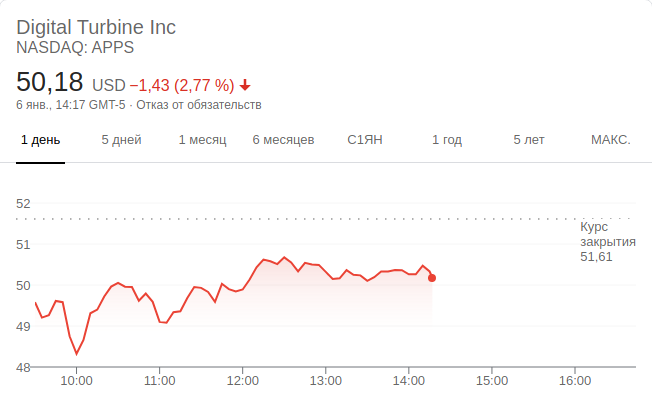 Digital Turbine Inc
NASDAQ: APPS
50,18 USD −1,43 (2,77 %)
6 янв., 14:17 GMT-5 · Отказ от обязательств
1 день 5 дней 1 месяц 6 месяцев С1ЯН 1 год 5 лет МАКС.
52
Курс
закрытия
51,61
51
50
49
48
10:00 11:00 12:00 13:00 14:00 15:00 16:00